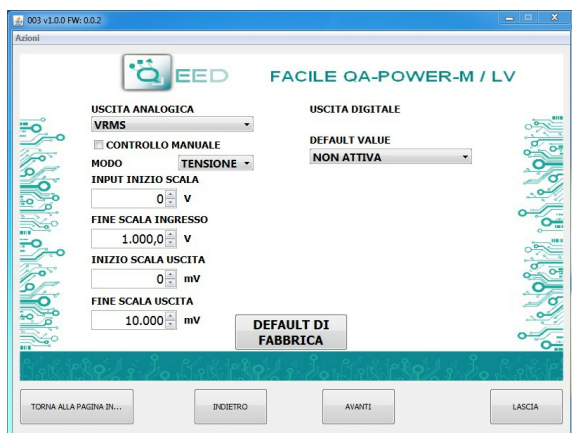 003 v1.0.0 FW: 0.0.2
Azioni
QEED
FACILE QA-POWER-M / LV
USCITA ANALOGICA
VRMS
CONTROLLO MANUALE
MODO TENSIONE
INPUT INIZIO SCALA
0 V
FINE SCALA INGRESSO
1.000,0 V
INIZIO SCALA USCITA
0 mV
FINE SCALA USCITA
10.000 mV
USCITA DIGITALE
DEFAULT VALUE
NON ATTIVA
DEFAULT DI
FABBRICA
TORNA ALLA PAGINA IN...
INDIETRO
AVANTI
LASCIA